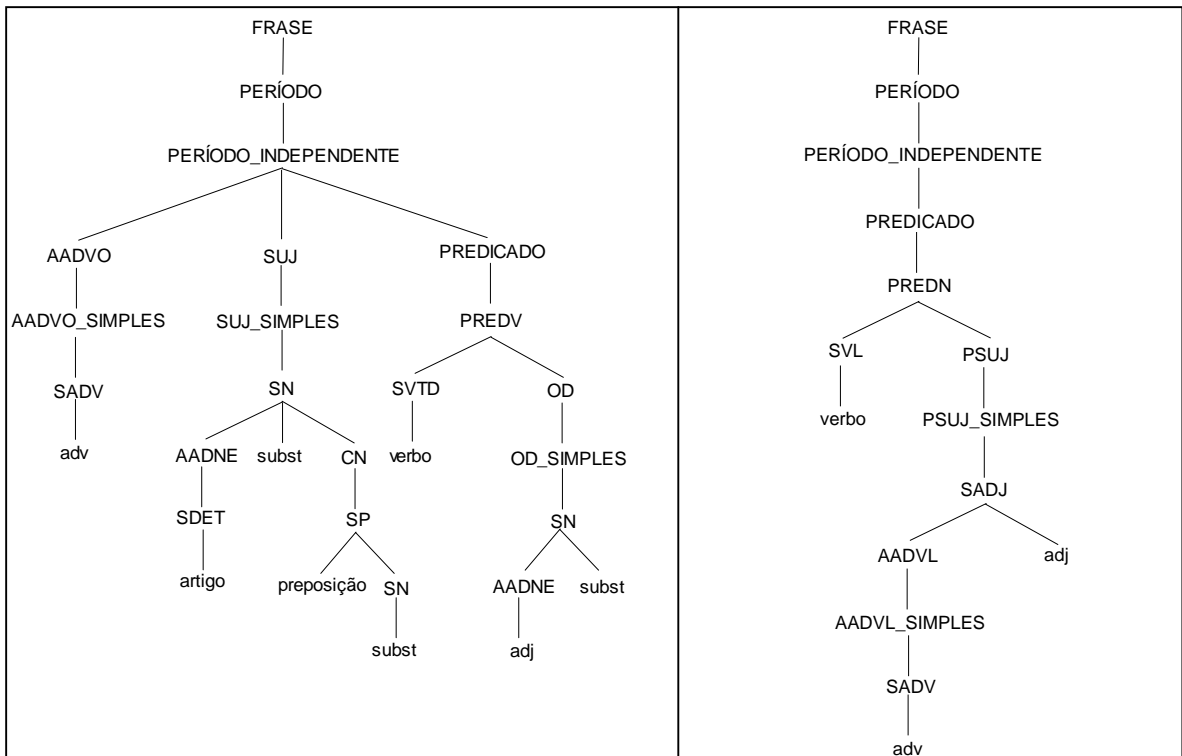 FRASE
PERÍODO
PERÍODO_INDEPENDENTE
AADVO SUJ PREDICADO
AADVO_SIMPLES SUJ_SIMPLES PREDV
SADV SN SVTD OD
adv AADNE subst CN verbo OD_SIMPLES
SDET SP SN
artigo preposição SN AADNE subst
subst adj
FRASE
PERÍODO
PERÍODO_INDEPENDENTE
PREDICADO
PREDN
SVL PSUJ
verbo PSUJ_SIMPLES
SADJ
AADVL adj
AADVL_SIMPLES
SADV
adv